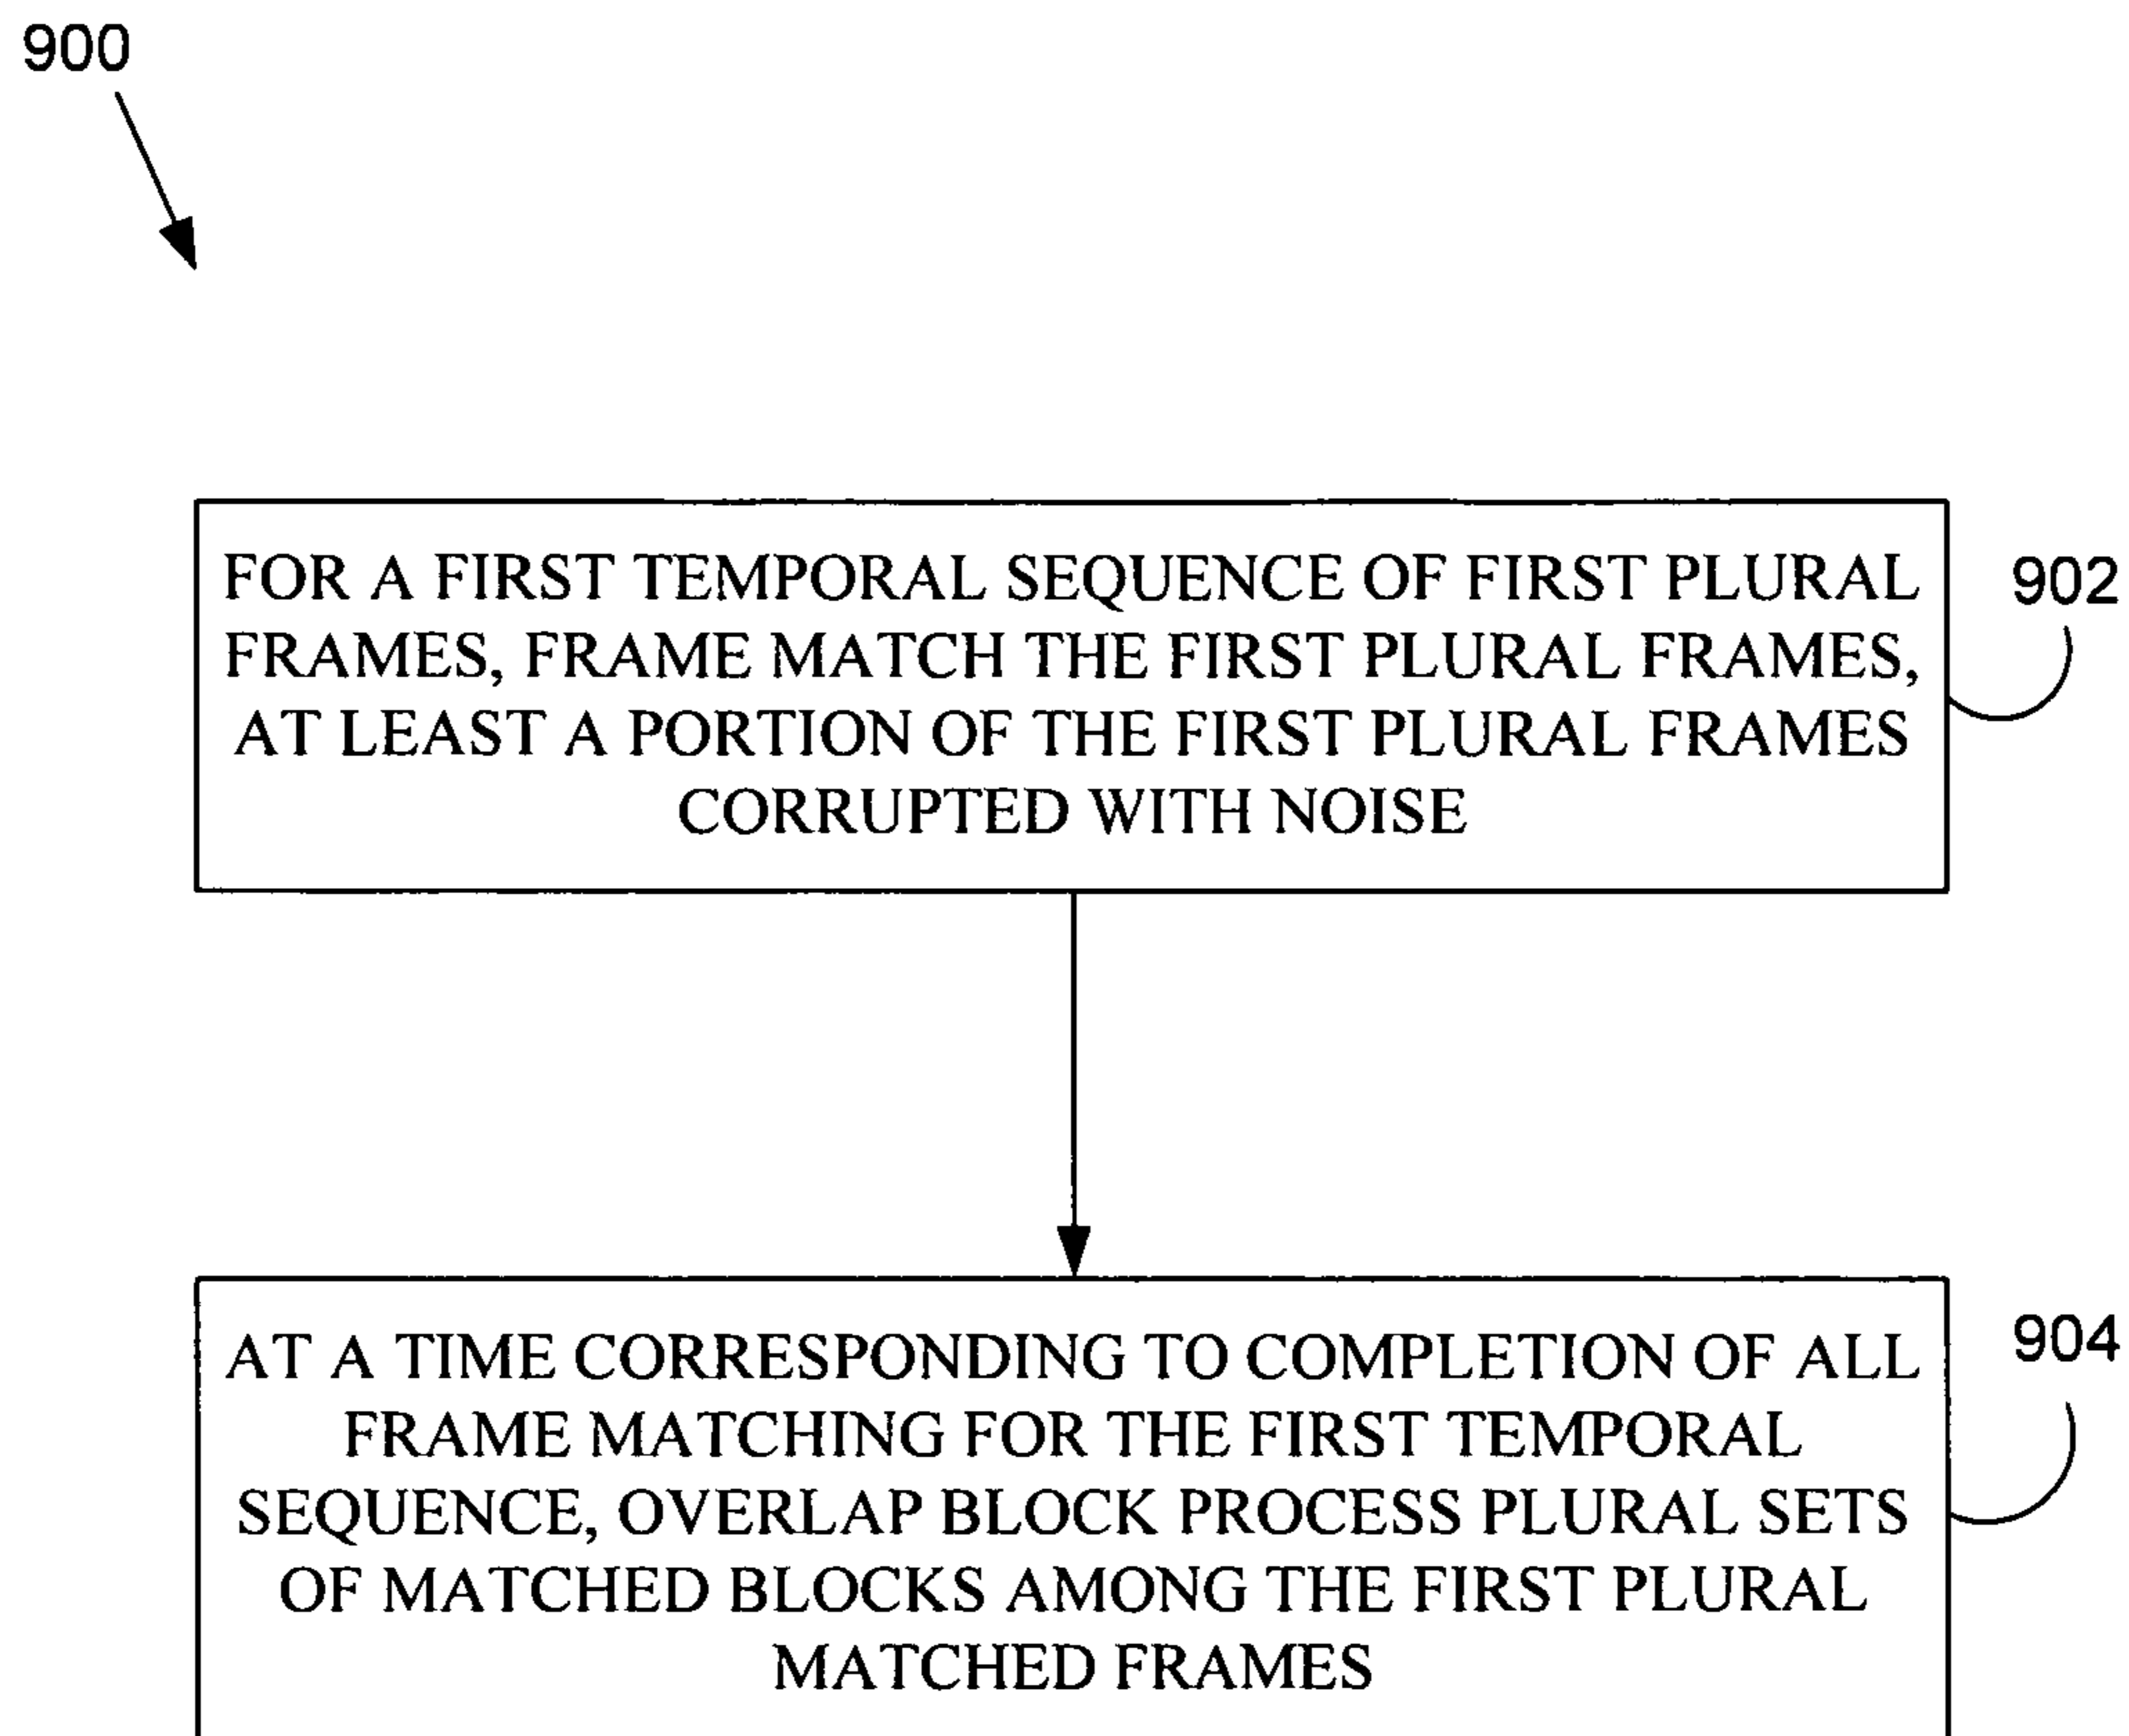 900
FOR A FIRST TEMPORAL SEQUENCE OF FIRST PLURAL
FRAMES, FRAME MATCH THE FIRST PLURAL FRAMES,
AT LEAST A PORTION OF THE FIRST PLURAL FRAMES
CORRUPTED WITH NOISE
902
AT A TIME CORRESPONDING TO COMPLETION OF ALL
FRAME MATCHING FOR THE FIRST TEMPORAL
SEQUENCE, OVERLAP BLOCK PROCESS PLURAL SETS
OF MATCHED BLOCKS AMONG THE FIRST PLURAL
MATCHED FRAMES
904